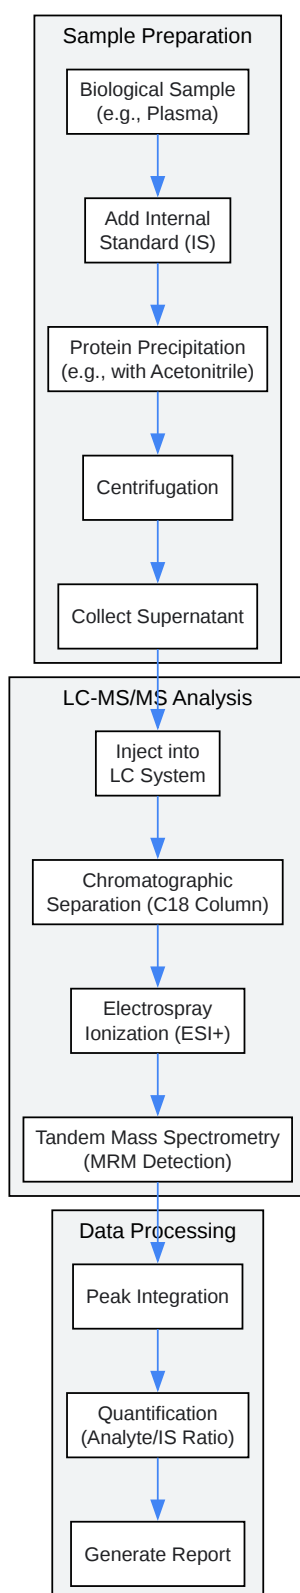 Sample Preparation
Biological Sample
(e.g., Plasma)
Add Internal
Standard (IS)
Protein Precipitation
(e.g., with Acetonitrile)
Centrifugation
Collect Supernatant
LC-MS/MS Analysis
Inject into
LC System
Chromatographic
Separation (C18 Column)
Electrospray
Ionization (ESI+)
Tandem Mass Spectrometry
(MRM Detection)
Data Processing
Peak Integration
Quantification
(Analyte/IS Ratio)
Generate Report